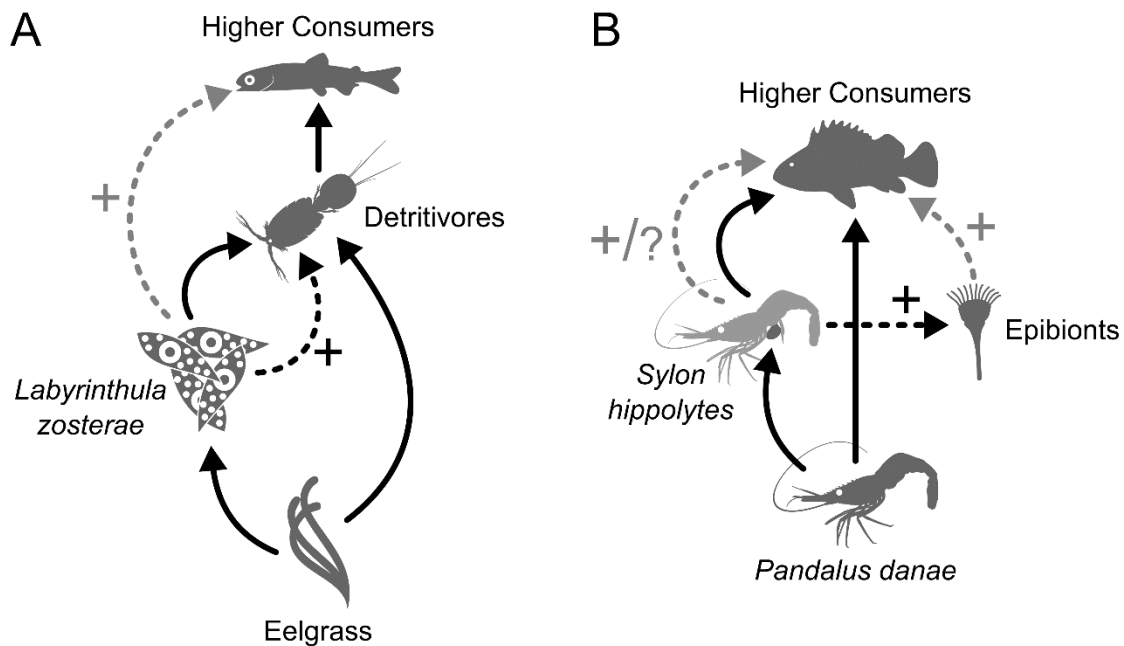 A
Higher Consumers
+
Detritivores
+
Labyrinthula
zosterae
Eelgrass
B
Higher Consumers
+/?
+
+
Epibionts
Sylon
hippolytes
Pandalus danae